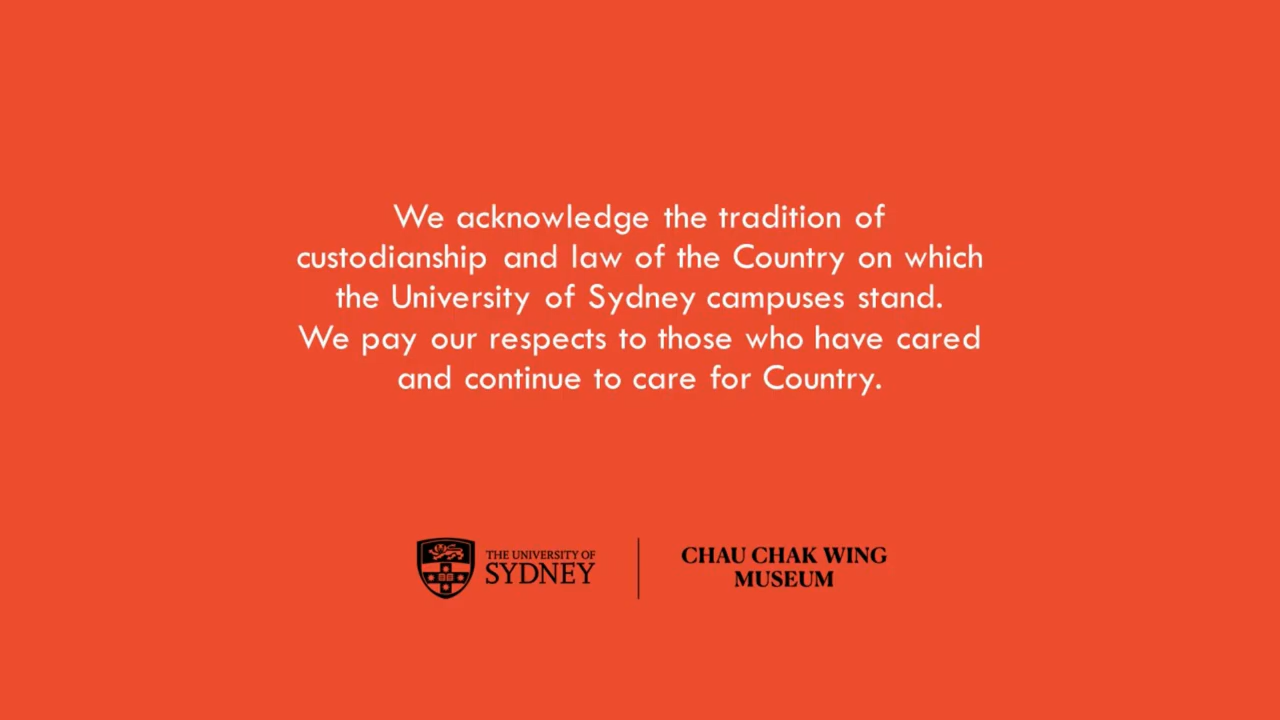 We acknowledge the tradition of
custodianship and law of the Country on which
the University of Sydney campuses stand.
We pay our respects to those who have cared
and continue to care for Country.
THE UNIVERSITY OF
SYDNEY
CHAU CHAK WING
MUSEUM